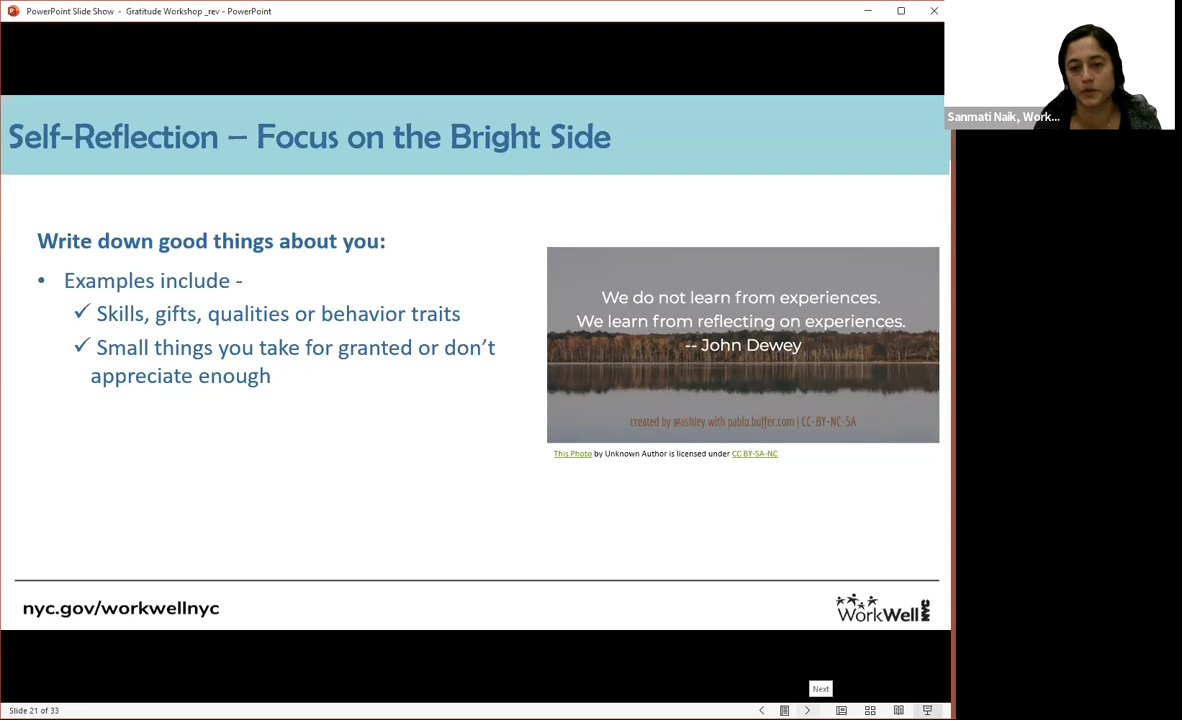 PowerPoint Slide Show - Gratitude Workshop _rev - PowerPoint
Sanmati Naik, Work...
Self-Reflection – Focus on the Bright Side
Write down good things about you:
• Examples include -
✓ Skills, gifts, qualities or behavior traits
✓ Small things you take for granted or don't
appreciate enough
We do not learn from experiences.
We learn from reflecting on experiences.
-- John Dewey
created by @ashley with pablo.buffer.com | CC-BY-NC-SA
This Photo by Unknown Author is licensed under CC BY-SA-NC
nyc.gov/workwellnyc
WorkWell NYC
Next
Slide 21 of 33